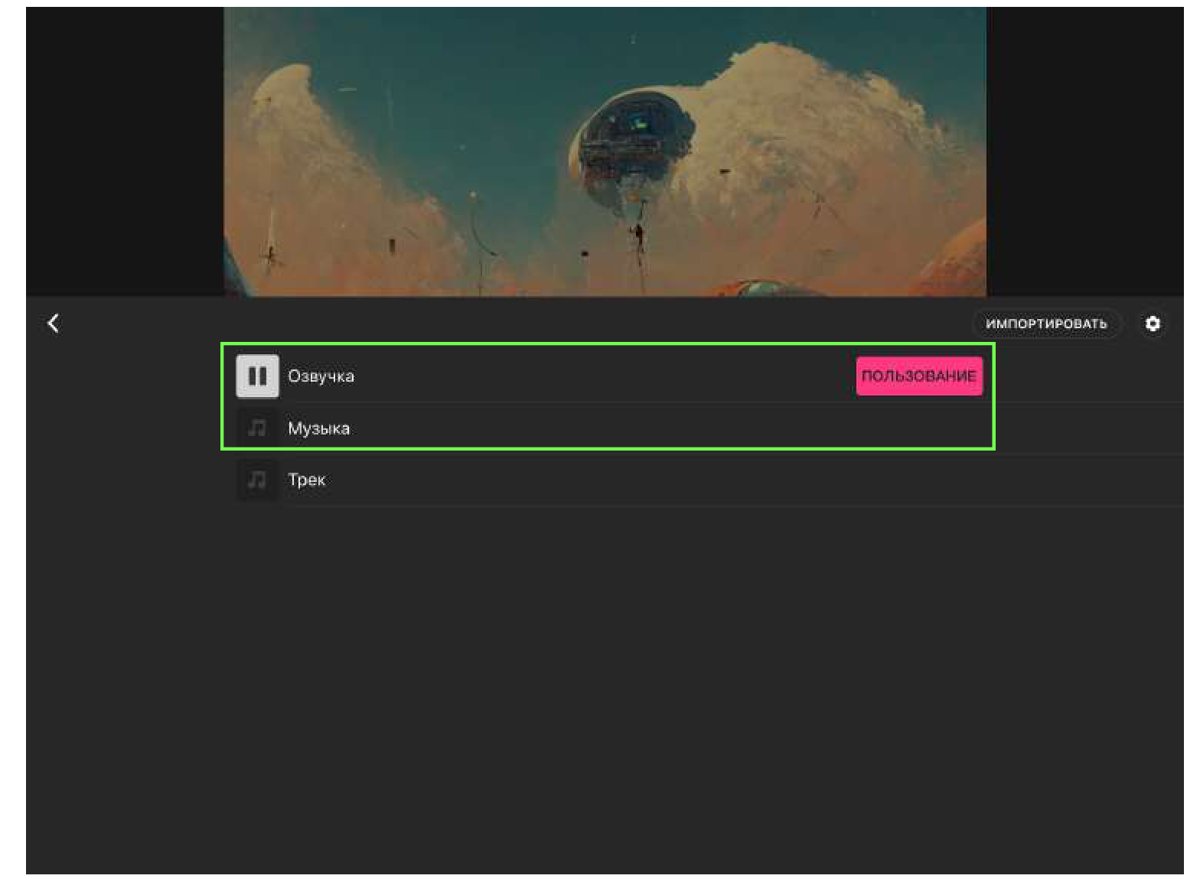 ИМПОРТИРОВАТЬ
Озвучка
ПОЛЬЗОВАНИЕ
Музыка
Трек